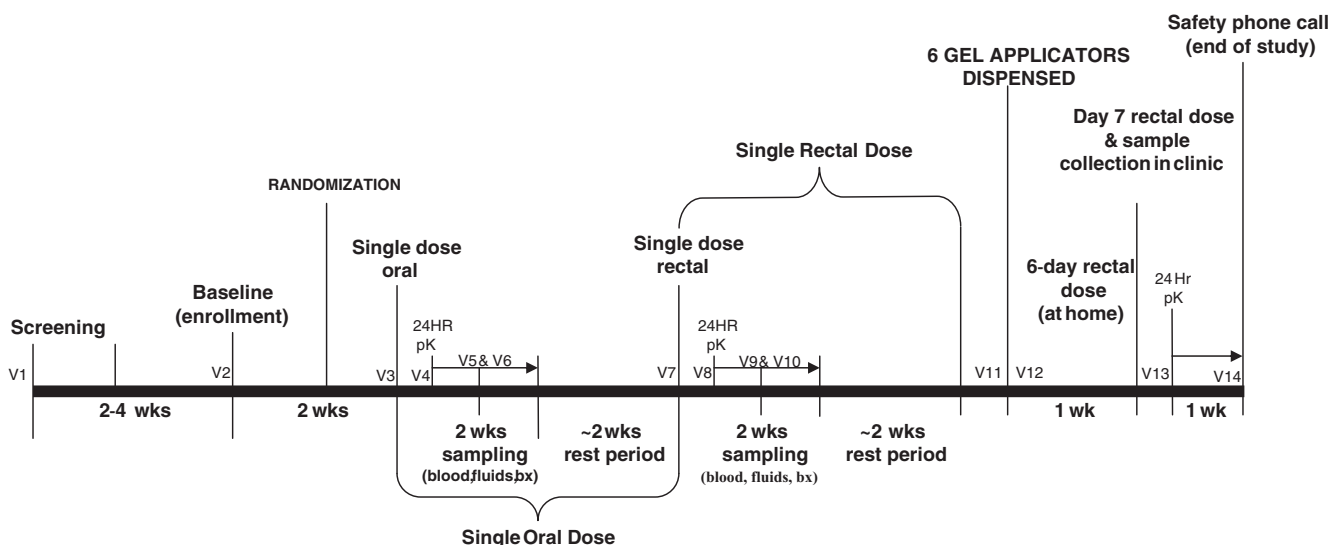 Safety phone call
(end of study)
6 GEL APPLICATORS
DISPENSED
Day 7 rectal dose
& sample
collection in clinic
Single Rectal Dose
RANDOMIZATION
Single dose
oral
Single dose
rectal
6-day rectal
dose
(at home)
24Hr
pK
Baseline
(enrollment)
Screening
24HR
pK
V5 & V6
24HR
pK
V9 & V10
V1
V2
V3
V4
V7
V8
V11
V12
V13
V14
2-4 wks
2 wks
1 wk
1 wk
2 wks
sampling
(blood,fluids,bx)
~2wks
rest period
2 wks
sampling
(blood, fluids, bx)
~2 wks
rest period
Single Oral Dose